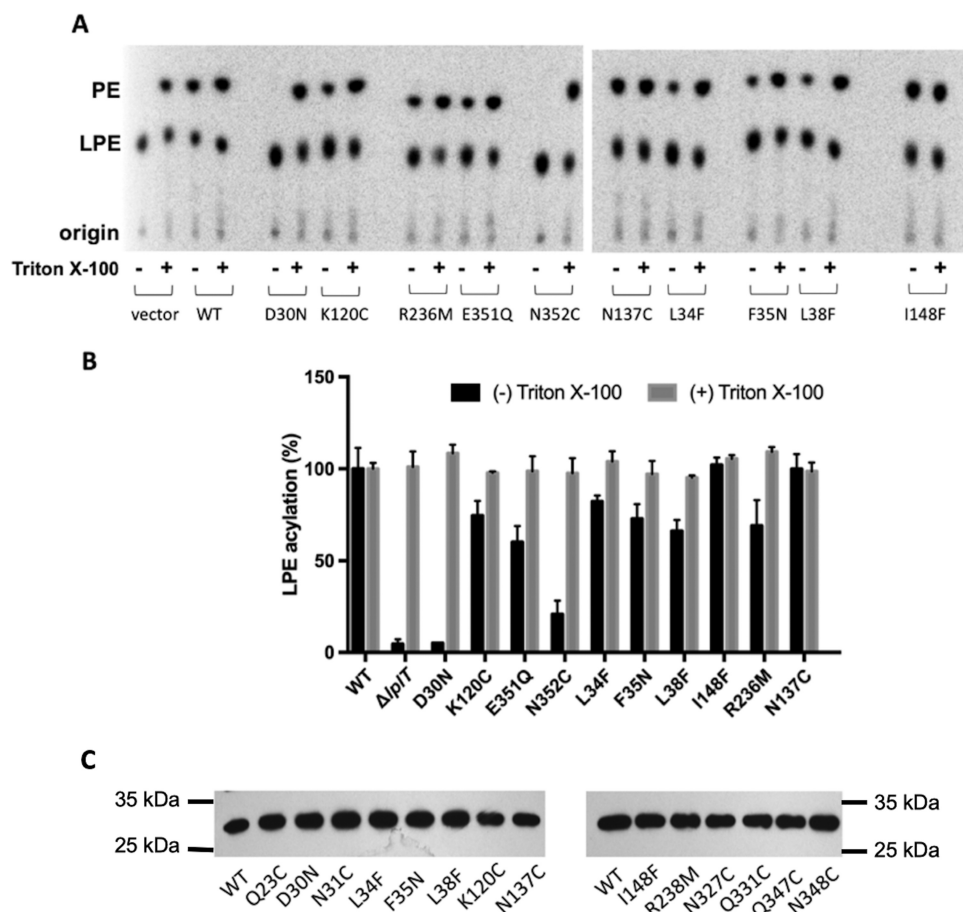 A
PE
LPE
origin
Triton X-100 - + - + - + - + - + - + - + - + - + - + - + - +
vector WT D30N K120C R236M E351Q N352C N137C L34F F35N L38F I148F
B
150
(-) Triton X-100 (+) Triton X-100
100
50
0
LPE acylation (%)
WT ΔlplT D30N K120C E351Q N352C L34F F35N L38F I148F R236M N137C
C
35 kDa 35 kDa
25 kDa 25 kDa
WT Q23C D30N N31C L34F F35N L38F K120C N137C WT I148F R238M N327C Q331C Q347C N348C